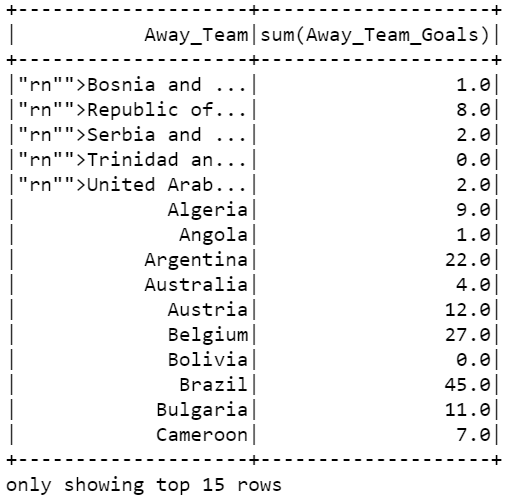 +--------------------+--------------------+
|           Away_Team|sum(Away_Team_Goals)|
+--------------------+--------------------+
|"rn"">Bosnia and ...|                 1.0|
|"rn"">Republic of...|                 8.0|
|"rn"">Serbia and ...|                 2.0|
|"rn"">Trinidad an...|                 0.0|
|"rn"">United Arab...|                 2.0|
|             Algeria|                 9.0|
|              Angola|                 1.0|
|           Argentina|                22.0|
|           Australia|                 4.0|
|             Austria|                12.0|
|             Belgium|                27.0|
|             Bolivia|                 0.0|
|              Brazil|                45.0|
|            Bulgaria|                11.0|
|            Cameroon|                 7.0|
+--------------------+--------------------+
only showing top 15 rows